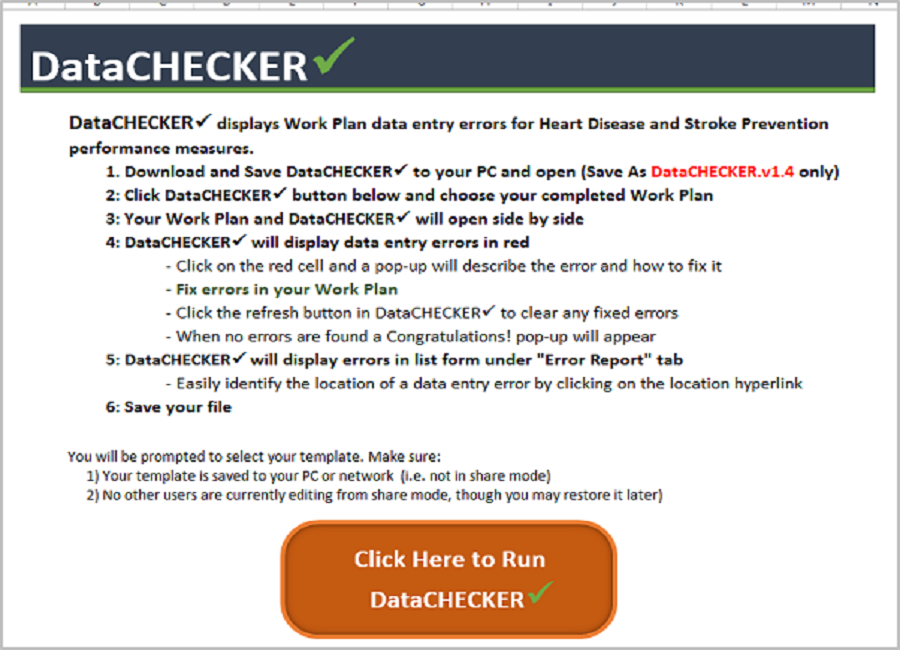 DataCHECKER✓
DataCHECKER✓ displays Work Plan data entry errors for Heart Disease and Stroke Prevention
performance measures.
1. Download and Save DataCHECKER✓ to your PC and open (Save As DataCHECKER.v1.4 only)
2: Click DataCHECKER✓ button below and choose your completed Work Plan
3: Your Work Plan and DataCHECKER✓ will open side by side
4: DataCHECKER✓ will display data entry errors in red
- Click on the red cell and a pop-up will describe the error and how to fix it
- Fix errors in your Work Plan
- Click the refresh button in DataCHECKER✓ to clear any fixed errors
- When no errors are found a Congratulations! pop-up will appear
5: DataCHECKER✓ will display errors in list form under "Error Report" tab
- Easily identify the location of a data entry error by clicking on the location hyperlink
6: Save your file
You will be prompted to select your template. Make sure:
1) Your template is saved to your PC or network (i.e. not in share mode)
2) No other users are currently editing from share mode, though you may restore it later)
Click Here to Run
DataCHECKER✓